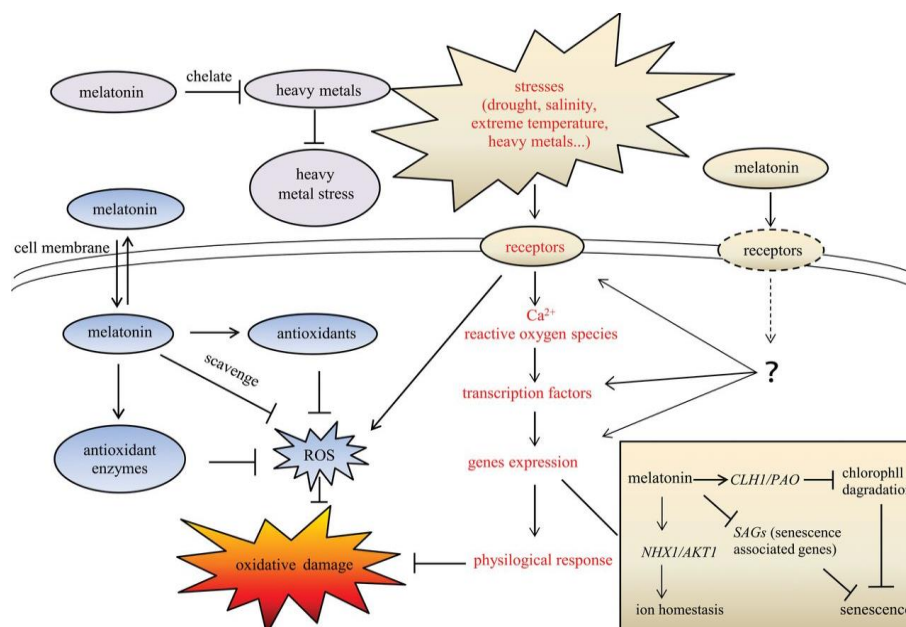 melatonin
chelate
heavy metals
stresses
(drought, salinity,
extreme temperature,
heavy metals...)
heavy
metal stress
melatonin
melatonin
cell membrane
receptors
receptors
melatonin
antioxidants
Ca²⁺
reactive oxygen species
scavenge
?
transcription factors
antioxidant
enzymes
ROS
genes expression
oxidative damage
physilogical response
melatonin
CLH1/PAO
chlorophll
dagradation
SAGs (senescence
associated genes)
NHX1/AKT1
ion homestasis
senescence